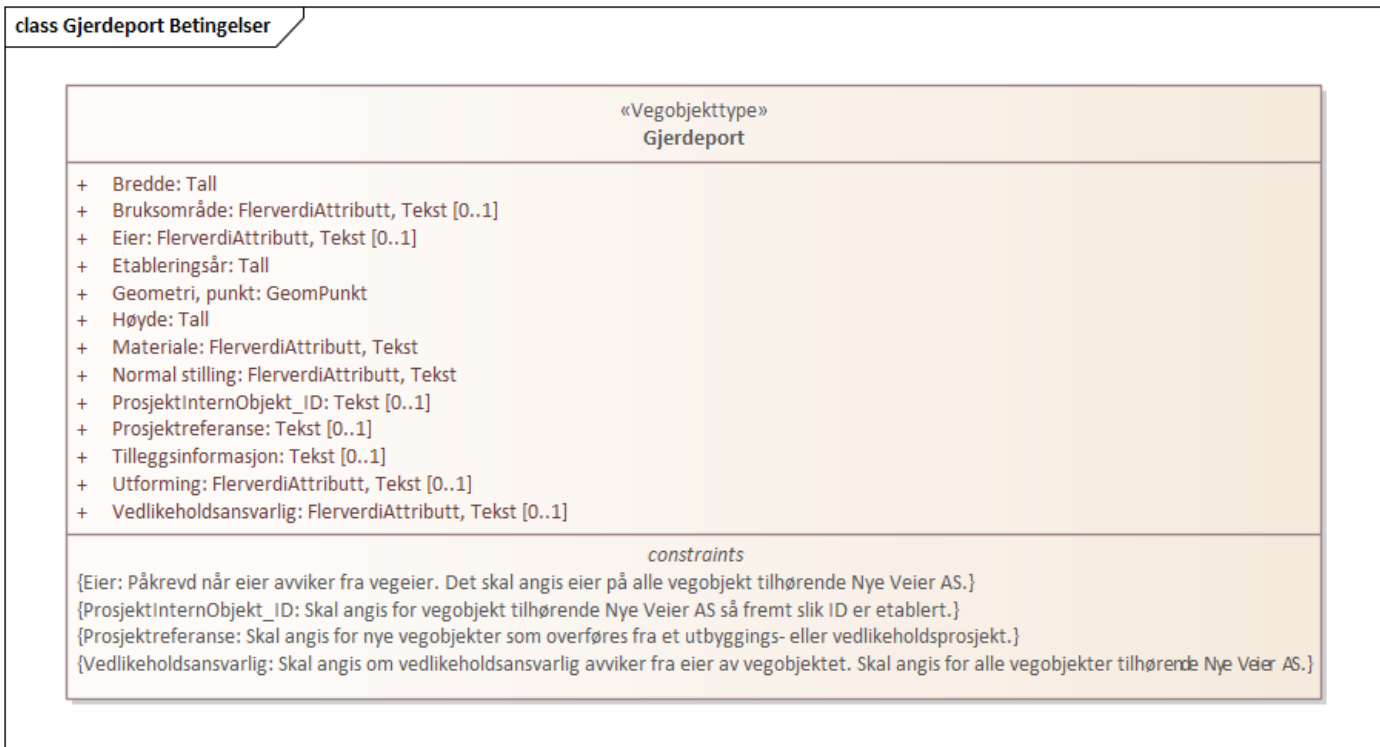 class Gjerdeport Betingelser
«Vegobjekttype»
Gjerdeport
+ Bredde: Tall
+ Bruksområde: FlerverdiAttributt, Tekst [0..1]
+ Eier: FlerverdiAttributt, Tekst [0..1]
+ Etableringsår: Tall
+ Geometri, punkt: GeomPunkt
+ Høyde: Tall
+ Materiale: FlerverdiAttributt, Tekst
+ Normal stilling: FlerverdiAttributt, Tekst
+ ProsjektInternObjekt_ID: Tekst [0..1]
+ Prosjektreferanse: Tekst [0..1]
+ Tilleggsinformasjon: Tekst [0..1]
+ Utforming: FlerverdiAttributt, Tekst [0..1]
+ Vedlikeholdsansvarlig: FlerverdiAttributt, Tekst [0..1]
constraints
{Eier: Påkrevd når eier avviker fra vegeier. Det skal angis eier på alle vegobjekt tilhørende Nye Veier AS.}
{ProsjektInternObjekt_ID: Skal angis for vegobjekt tilhørende Nye Veier AS så fremt slik ID er etablert.}
{Prosjektreferanse: Skal angis for nye vegobjekter som overføres fra et utbyggings- eller vedlikeholdsprosjekt.}
{Vedlikeholdsansvarlig: Skal angis om vedlikeholdsansvarlig avviker fra eier av vegobjektet. Skal angis for alle vegobjekter tilhørende Nye Veier AS.}